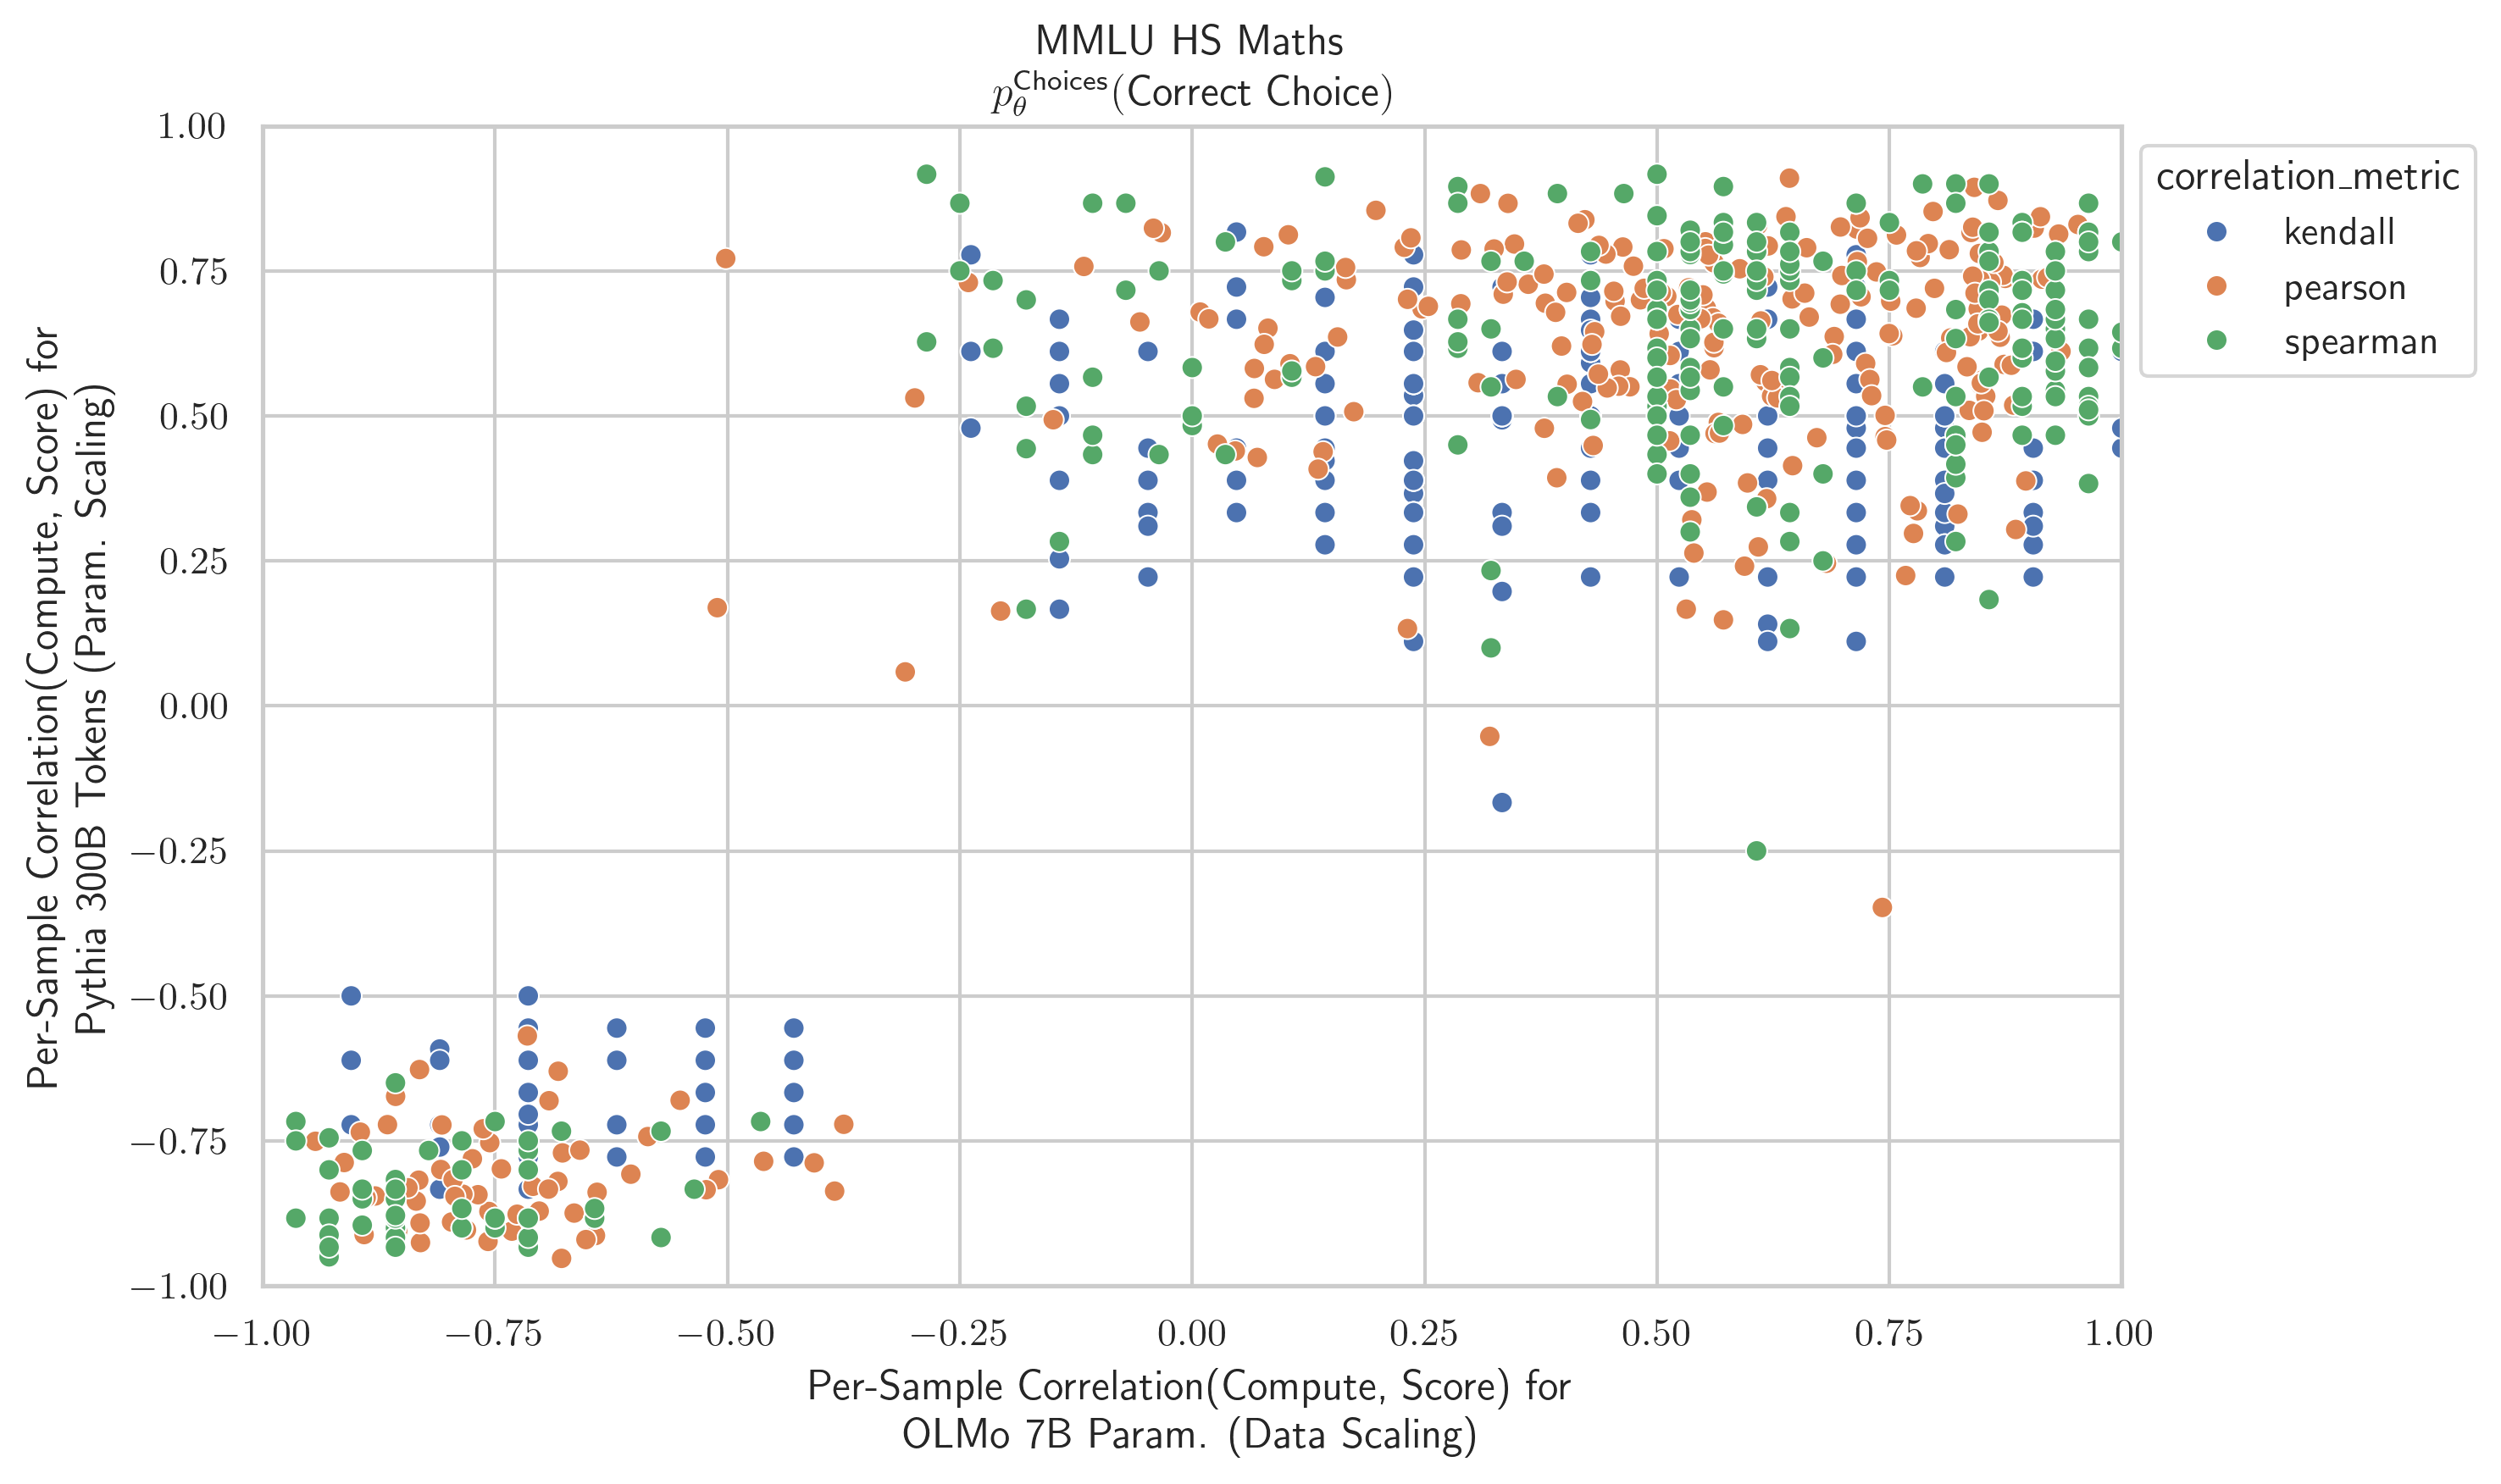 MMLU HS Maths
p_θ^Choices(Correct Choice)
1.00
0.75
0.50
0.25
0.00
−0.25
−0.50
−0.75
−1.00
Per-Sample Correlation(Compute, Score) for
Pythia 300B Tokens (Param. Scaling)
correlation_metric
kendall
pearson
spearman
−1.00 −0.75 −0.50 −0.25 0.00 0.25 0.50 0.75 1.00
Per-Sample Correlation(Compute, Score) for
OLMo 7B Param. (Data Scaling)